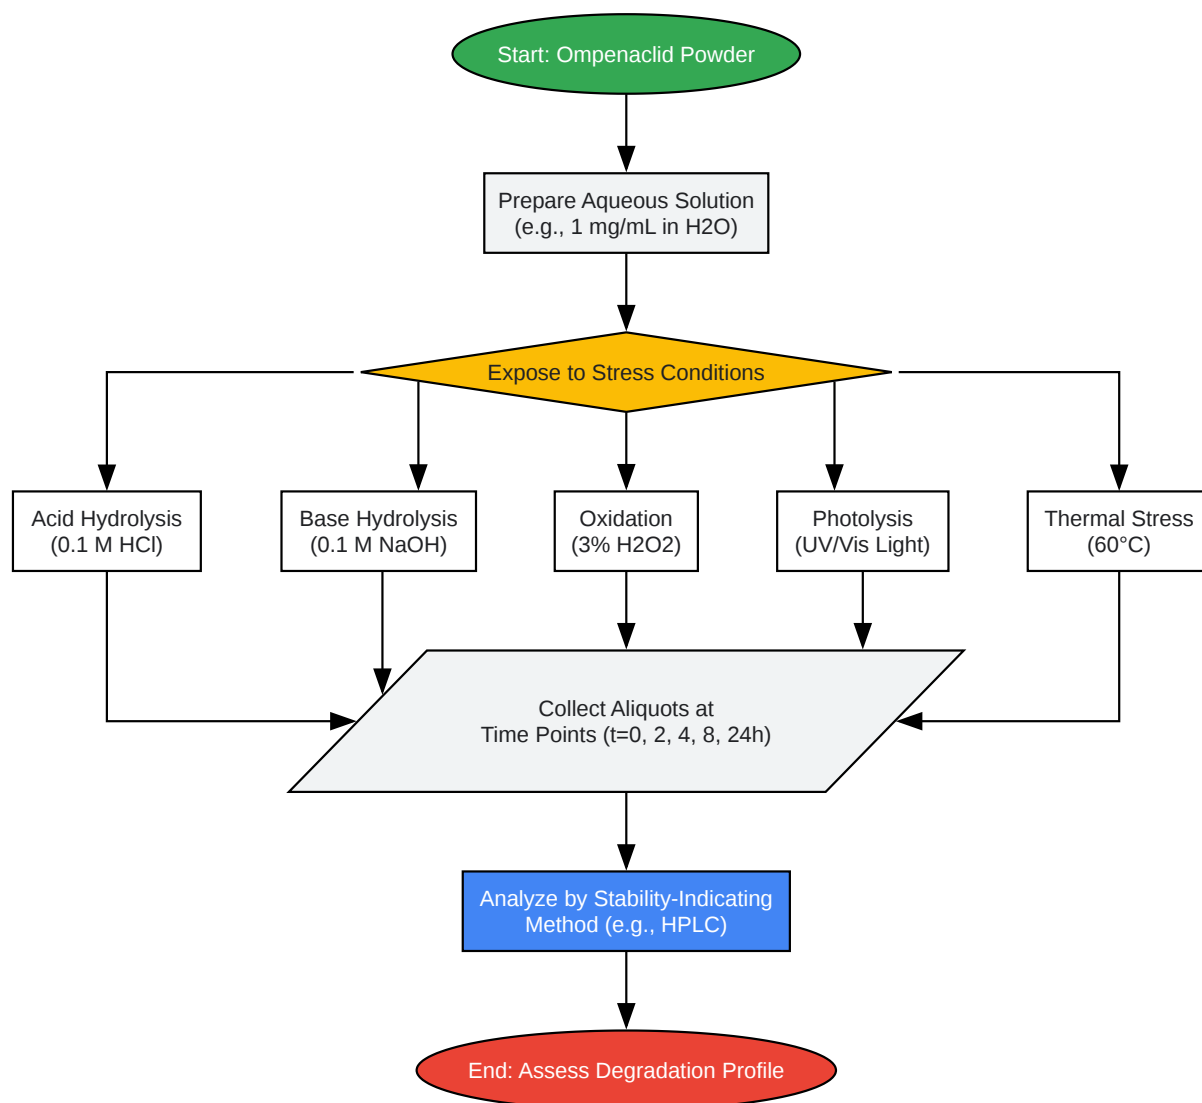 Start: Ompenaclid Powder
Prepare Aqueous Solution
(e.g., 1 mg/mL in H2O)
Expose to Stress Conditions
Acid Hydrolysis
(0.1 M HCl)
Base Hydrolysis
(0.1 M NaOH)
Oxidation
(3% H2O2)
Photolysis
(UV/Vis Light)
Thermal Stress
(60°C)
Collect Aliquots at
Time Points (t=0, 2, 4, 8, 24h)
Analyze by Stability-Indicating
Method (e.g., HPLC)
End: Assess Degradation Profile